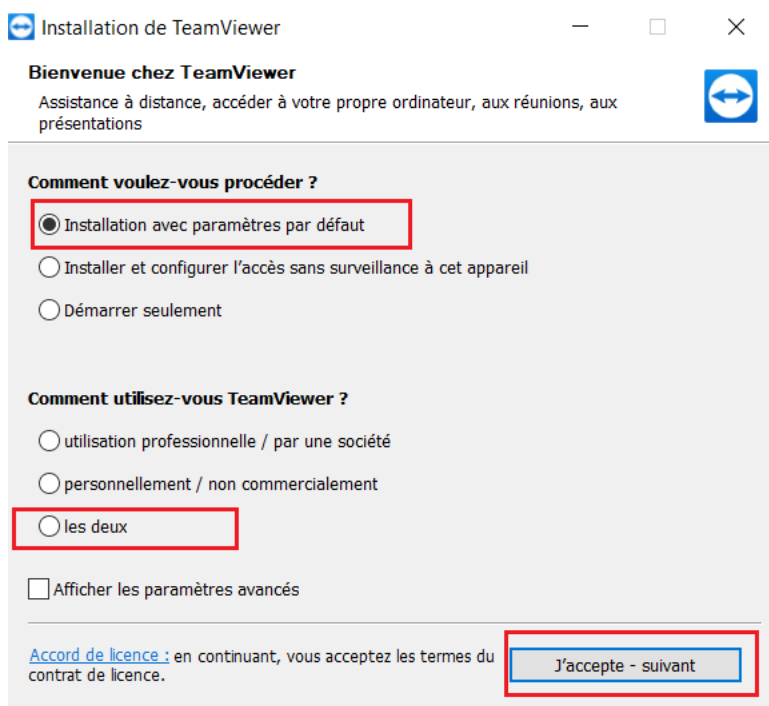 Installation de TeamViewer
Bienvenue chez TeamViewer
Assistance à distance, accéder à votre propre ordinateur, aux réunions, aux
présentations
Comment voulez-vous procéder ?
Installation avec paramètres par défaut
Installer et configurer l'accès sans surveillance à cet appareil
Démarrer seulement
Comment utilisez-vous TeamViewer ?
utilisation professionnelle / par une société
personnellement / non commercialement
les deux
Afficher les paramètres avancés
Accord de licence : en continuant, vous acceptez les termes du
contrat de licence.
J'accepte - suivant